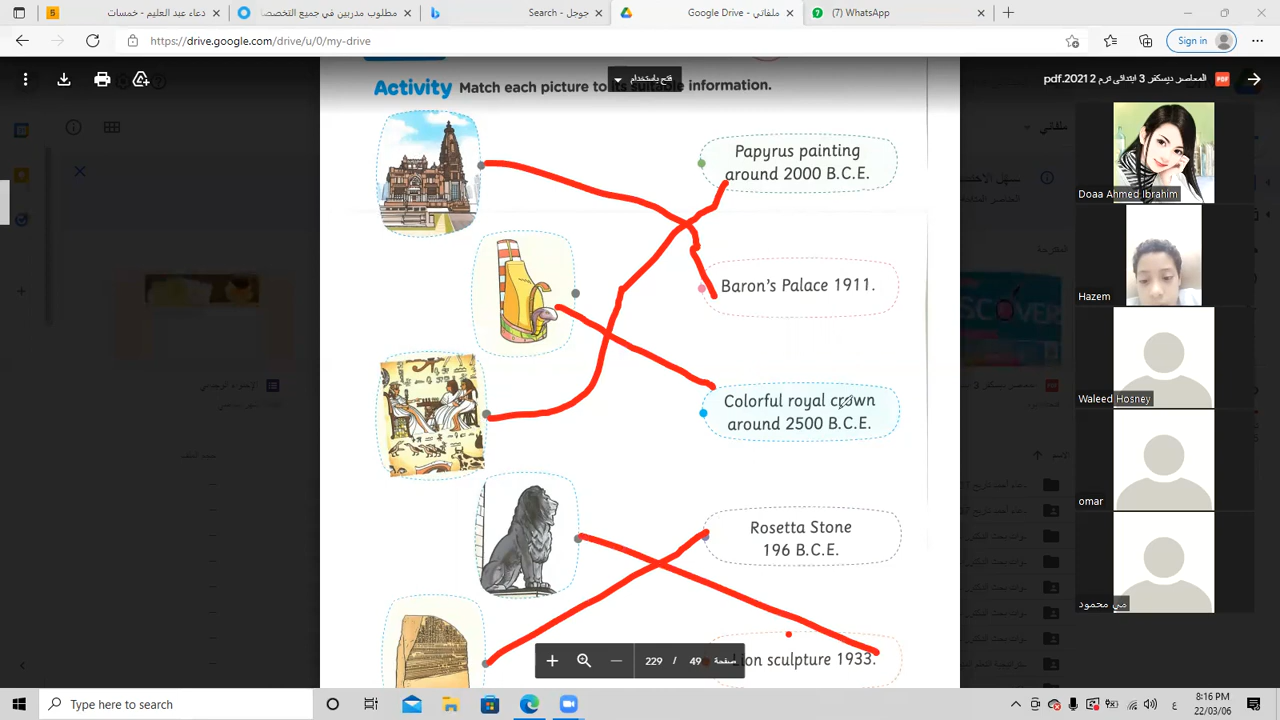 دعاء عبد العليم - خدمات
مطلوب مدربين في جميع التخصص
Search - جوجل
Google Drive - ملفاتي
(7) WhatsApp
https://drive.google.com/drive/u/0/my-drive
Sign in
فتح باستخدام
المعاصر ديسكفر 3 ابتدائى ترم 2 2021.pdf
Activity Match each picture to its suitable information.
Papyrus painting
around 2000 B.C.E.
Baron's Palace 1911.
Colorful royal crown
around 2500 B.C.E.
Rosetta Stone
196 B.C.E.
Lion sculpture 1933.
صفحة 49 / 229
Doaa Ahmed Ibrahim
Hazem
Waleed Hosney
omar
مي محمود
Type here to search
ع
8:16 PM
22/03/06